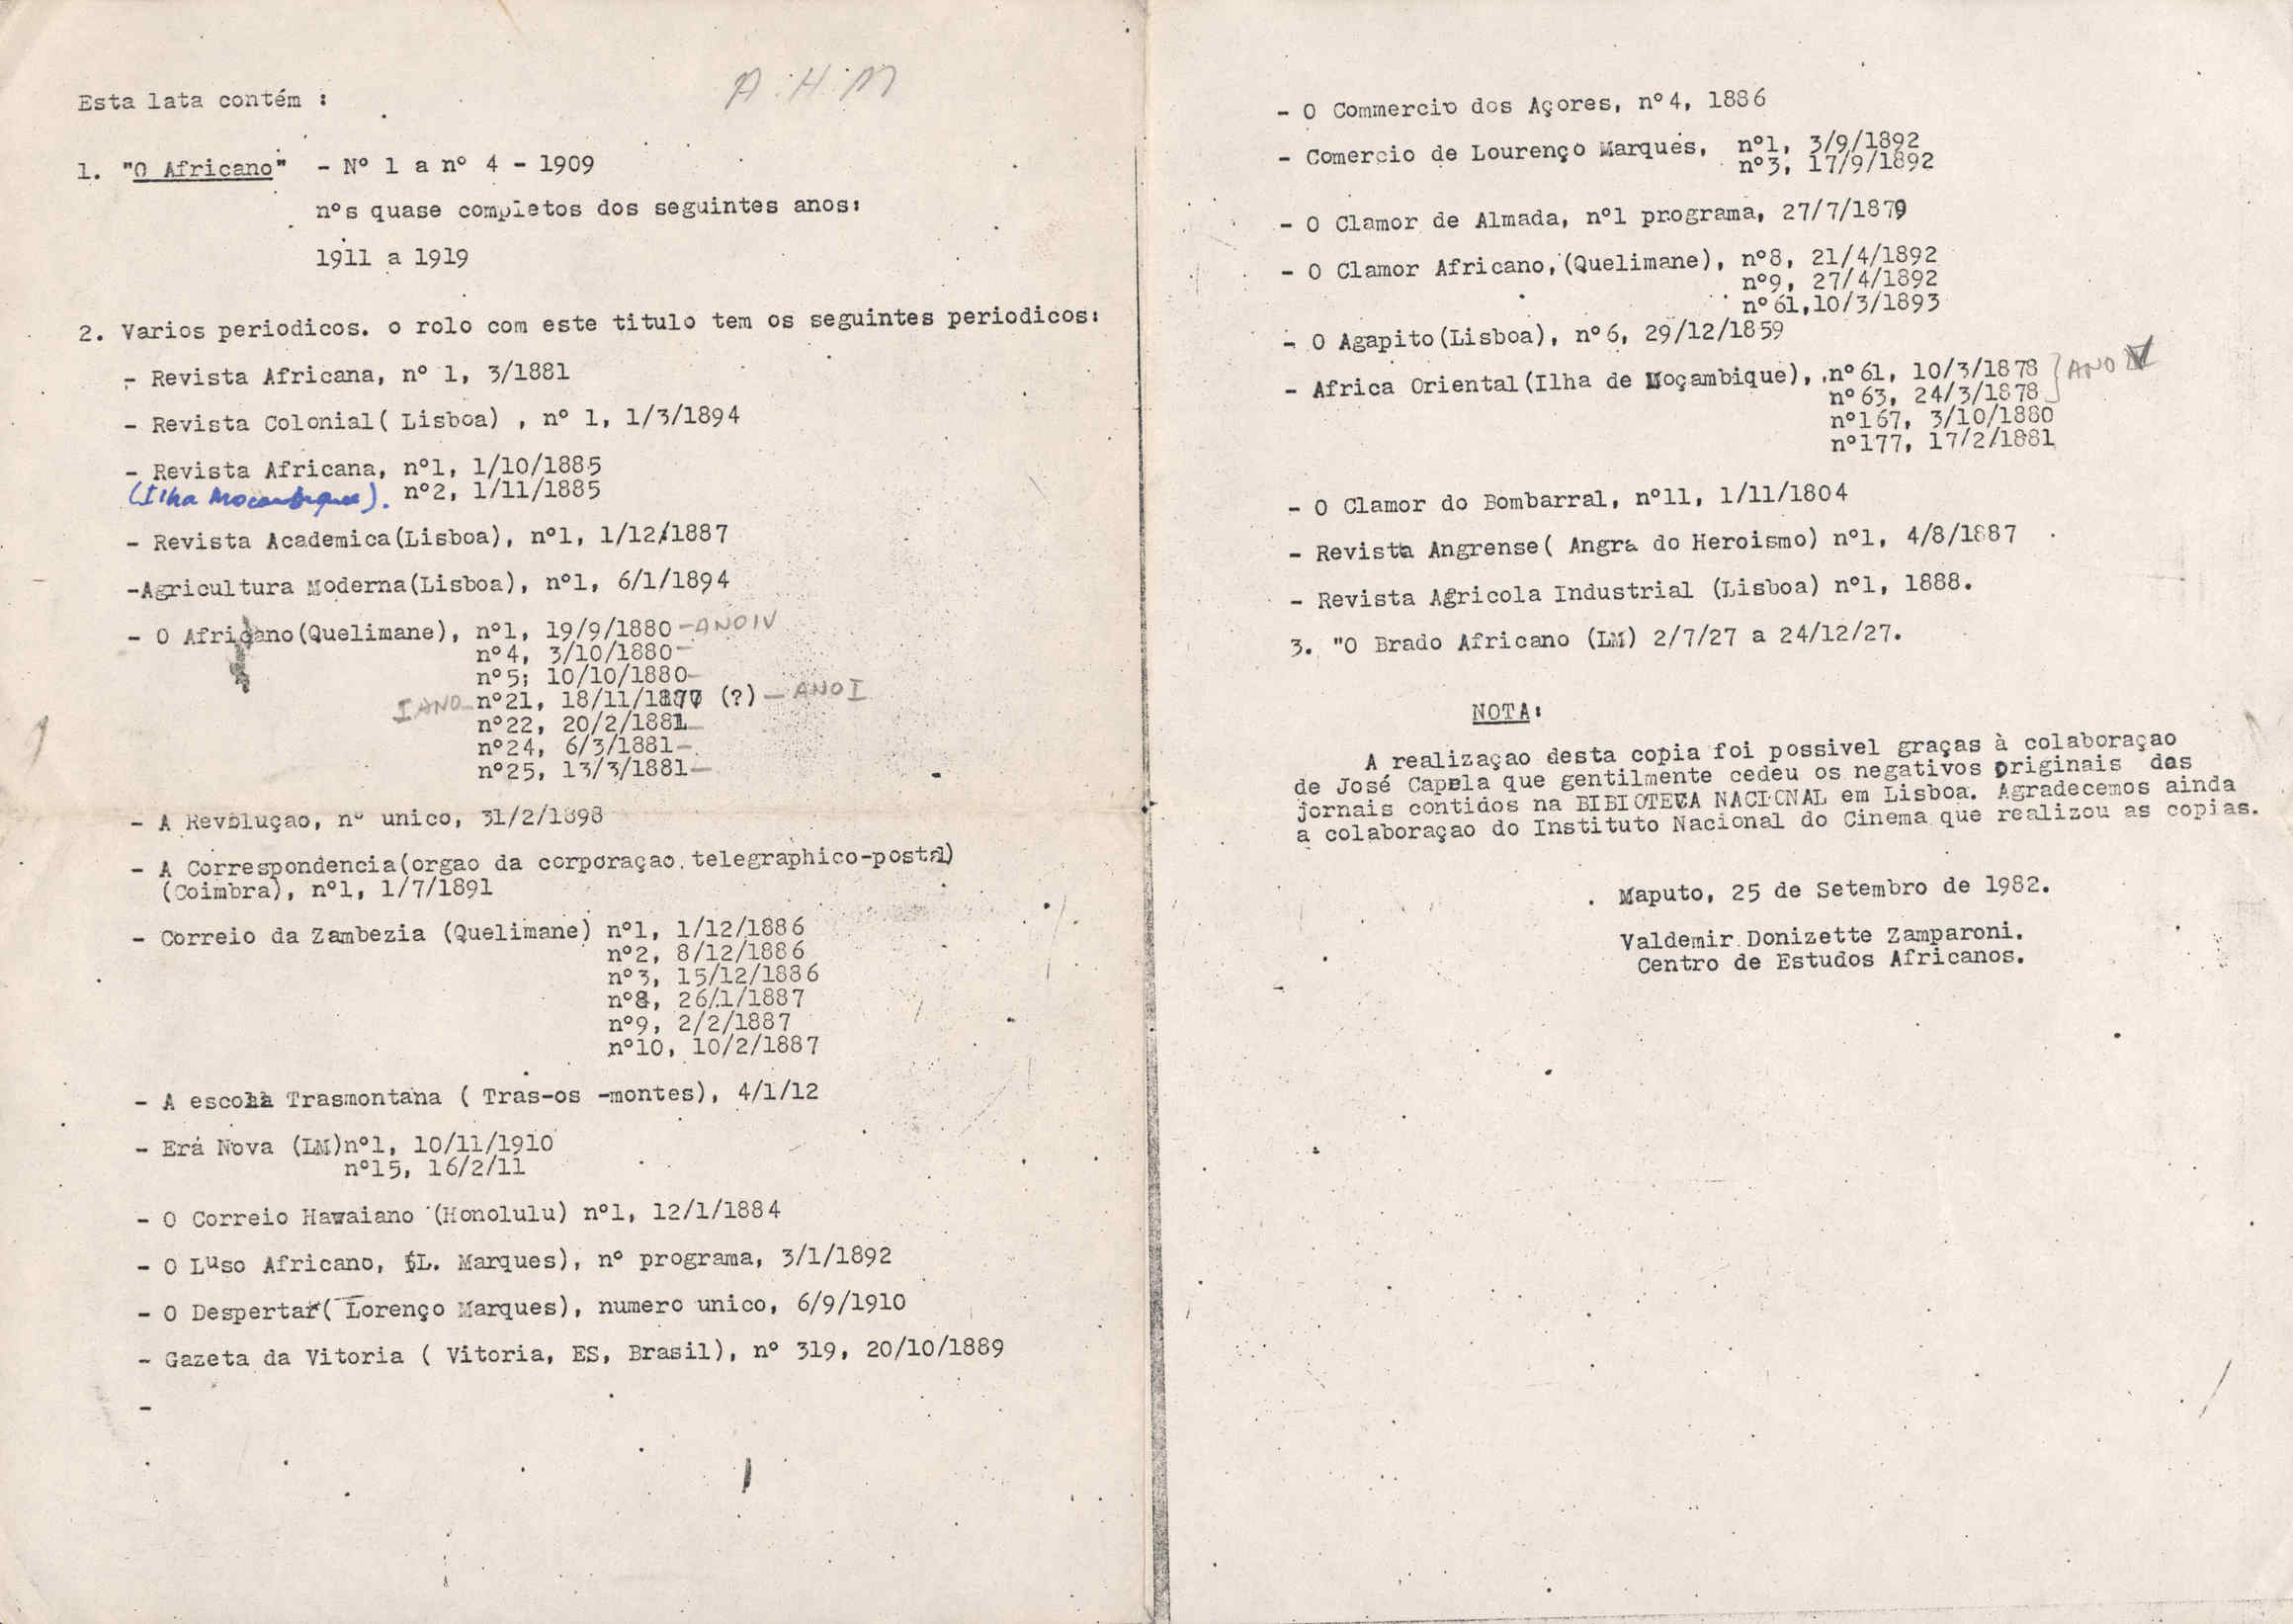 A.H.M
Esta lata contém :
1. "O Africano" - Nº 1 a nº 4 - 1909
nºs quase completos dos seguintes anos:
1911 a 1919
2. Varios periodicos. o rolo com este titulo tem os seguintes periodicos:
- Revista Africana, nº 1, 3/1881
- Revista Colonial( Lisboa) , nº 1, 1/3/1894
- Revista Africana, nº1, 1/10/1885
(Ilha Mocambique). nº2, 1/11/1885
- Revista Academica(Lisboa), nº1, 1/12/1887
-Agricultura Moderna(Lisboa), nº1, 6/1/1894
- O Africano(Quelimane), nº1, 19/9/1880 - ANO IV
nº4, 3/10/1880 -
nº5; 10/10/1880 -
I ANO - nº21, 18/11/1877 (?) - ANO I
nº22, 20/2/1881 -
nº24, 6/3/1881 -
nº25, 13/3/1881 -
- A Revoluçao, nº unico, 31/2/1898
- A Correspondencia(orgao da corporaçao telegraphico-postal)
(Coimbra), nº1, 1/7/1891
- Correio da Zambezia (Quelimane) nº1, 1/12/1886
nº2, 8/12/1886
nº3, 15/12/1886
nº8, 26/1/1887
nº9, 2/2/1887
nº10, 10/2/1887
- A escola Trasmontana ( Tras-os -montes), 4/1/12
- Erá Nova (LM)nº1, 10/11/1910
nº15, 16/2/11
- O Correio Hawaiano (Honolulu) nº1, 12/1/1884
- O Luso Africano, (L. Marques), nº programa, 3/1/1892
- O Despertar( Lorenço Marques), numero unico, 6/9/1910
- Gazeta da Vitoria ( Vitoria, ES, Brasil), nº 319, 20/10/1889
-
- O Commercio dos Açores, nº4, 1886
- Comercio de Lourenço Marques, nº1, 3/9/1892
nº3, 17/9/1892
- O Clamor de Almada, nº1 programa, 27/7/1879
- O Clamor Africano, (Quelimane), nº8, 21/4/1892
nº9, 27/4/1892
nº61,10/3/1893
- O Agapito(Lisboa), nº6, 29/12/1859
- Africa Oriental(Ilha de Moçambique), nº61, 10/3/1878 } ANO
nº63, 24/3/1878
nº167, 3/10/1880
nº177, 17/2/1881
- O Clamor do Bombarral, nº11, 1/11/1804
- Revista Angrense( Angra do Heroismo) nº1, 4/8/1887
- Revista Agricola Industrial (Lisboa) nº1, 1888.
3. "O Brado Africano (LM) 2/7/27 a 24/12/27.
NOTA:
A realizaçao desta copia foi possivel graças à colaboraçao
de José Capela que gentilmente cedeu os negativos originais dos
jornais contidos na BIBIOTECA NACIONAL em Lisboa. Agradecemos ainda
a colaboraçao do Instituto Nacional do Cinema que realizou as copias.
Maputo, 25 de Setembro de 1982.
Valdemir Donizette Zamparoni.
Centro de Estudos Africanos.